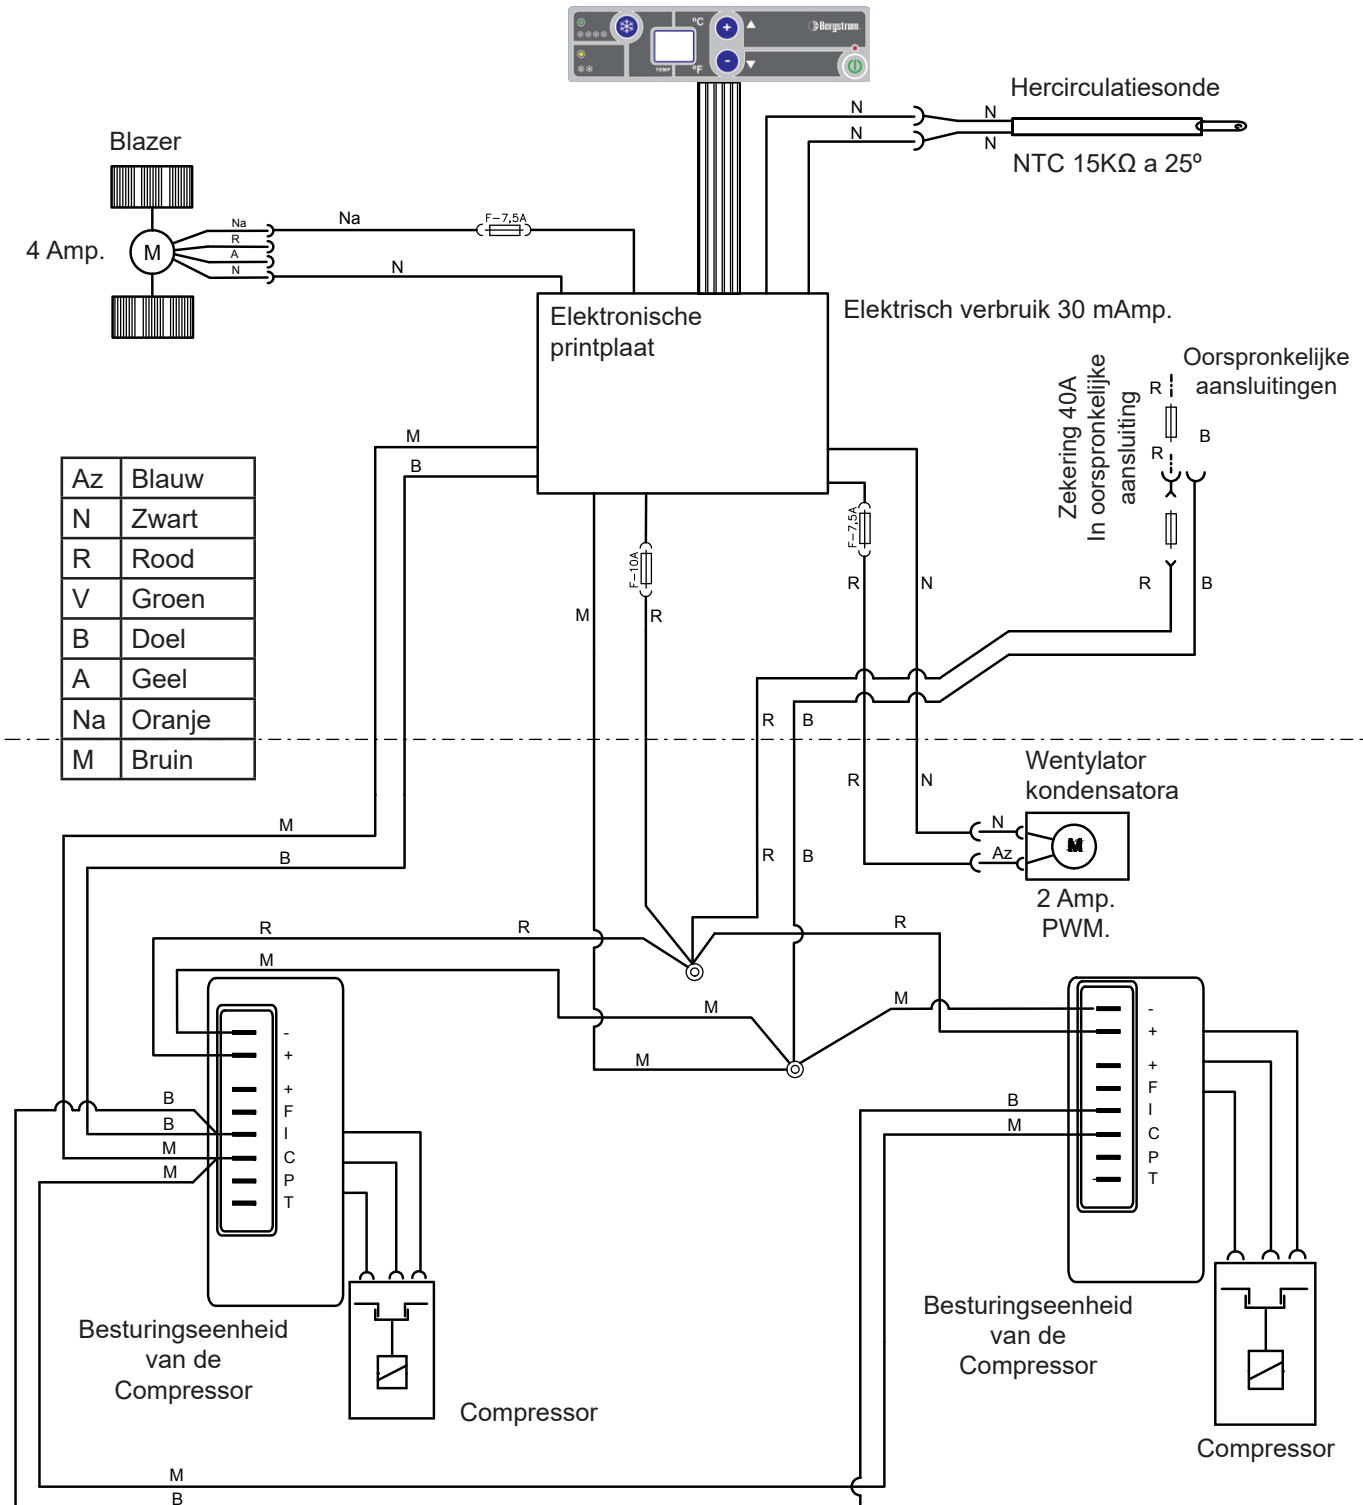 ❄❄❄❄
❄❄
°C
°F
TEMP
+
-
Bergstrom
Hercirculatiesonde
N
N
N
N
NTC 15KΩ a 25º
Blazer
4 Amp.
M
Na
R
A
N
Na
N
F-7,5A
Elektronische
printplaat
Elektrisch verbruik 30 mAmp.
Zekering 40A
In oorspronkelijke
aansluiting
Oorspronkelijke
aansluitingen
R
R
B
R
B
M
B
Az Blauw
N Zwart
R Rood
V Groen
B Doel
A Geel
Na Oranje
M Bruin
F-10A
F-7,5A
M
R
R
N
R
B
R
N
Wentylator
kondensatora
N
Az
M
2 Amp.
PWM.
M
B
R
B
R
R
R
M
M
M
M
-
+
+
F
I
C
P
T
B
B
M
M
-
+
+
F
I
C
P
T
B
M
Besturingseenheid
van de
Compressor
Compressor
Besturingseenheid
van de
Compressor
Compressor
M
B